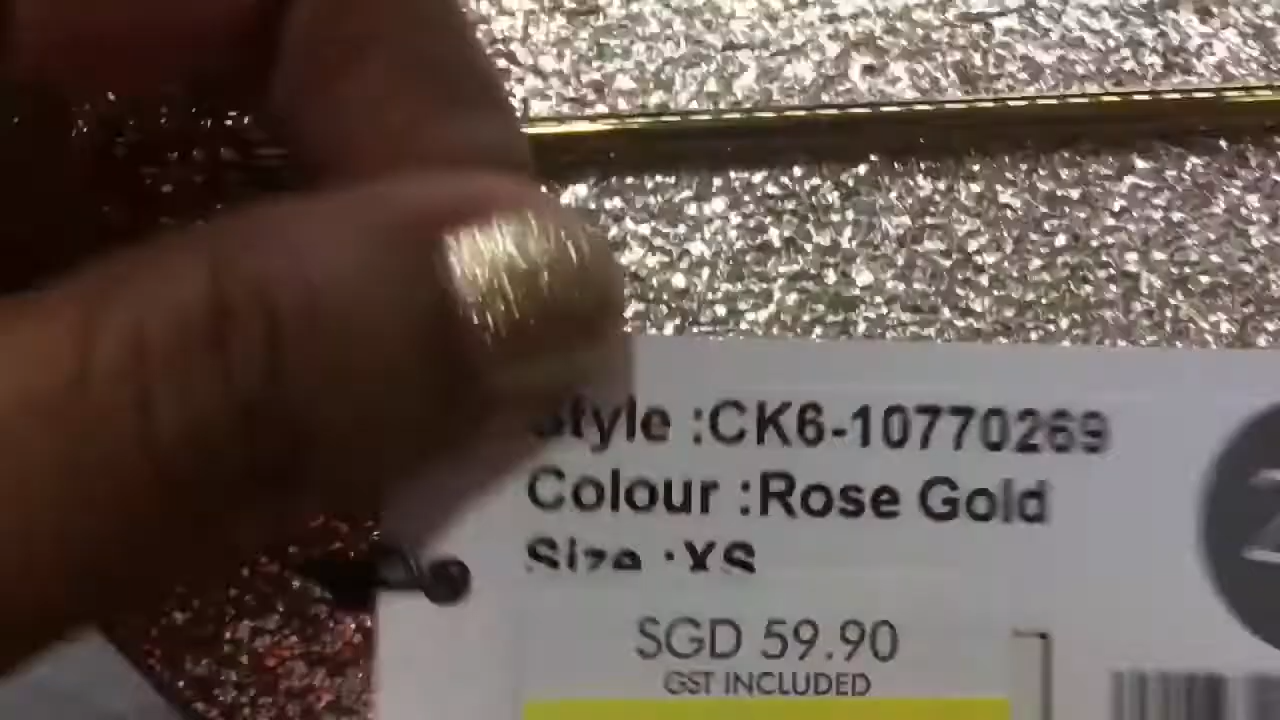 Style :CK6-10770269
Colour :Rose Gold
Size :XS
SGD 59.90
GST INCLUDED